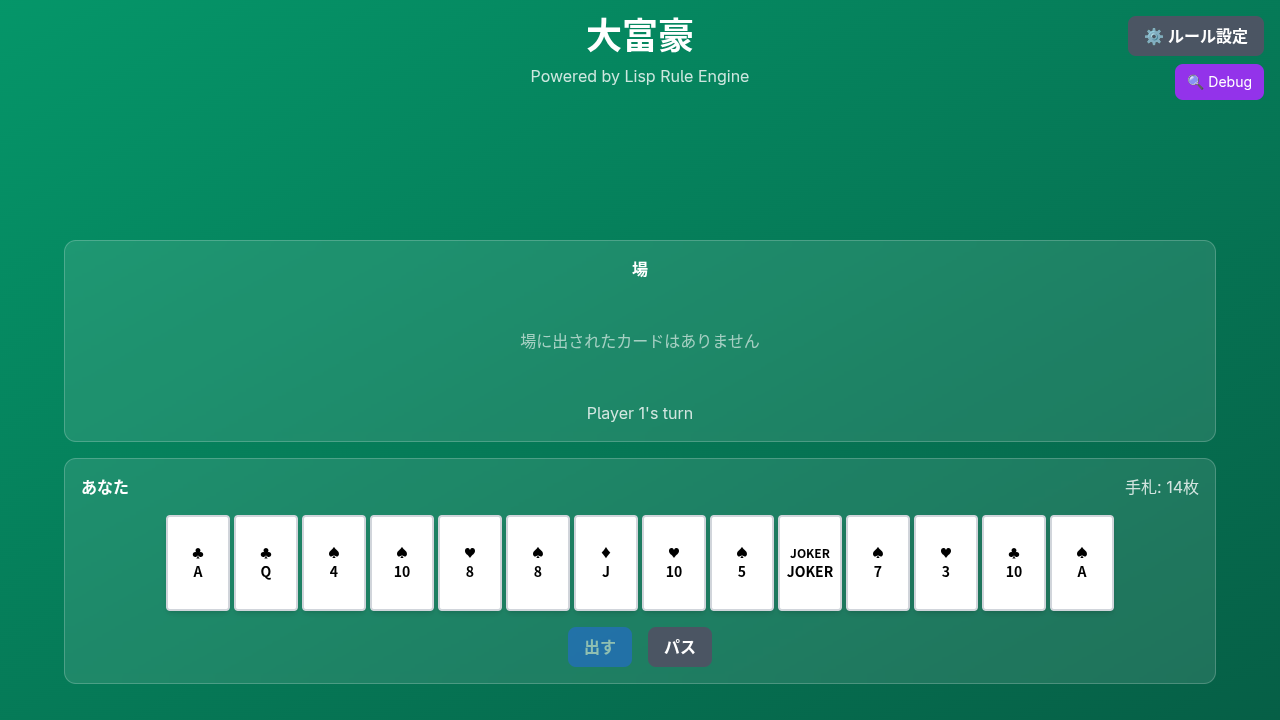 大富豪
Powered by Lisp Rule Engine
⚙️ ルール設定
🔍 Debug
場
場に出されたカードはありません
Player 1's turn
あなた
手札: 14枚
♣ A
♣ Q
♠ 4
♠ 10
♥ 8
♠ 8
♦ J
♥ 10
♠ 5
JOKER JOKER
♠ 7
♥ 3
♣ 10
♠ A
出す
パス